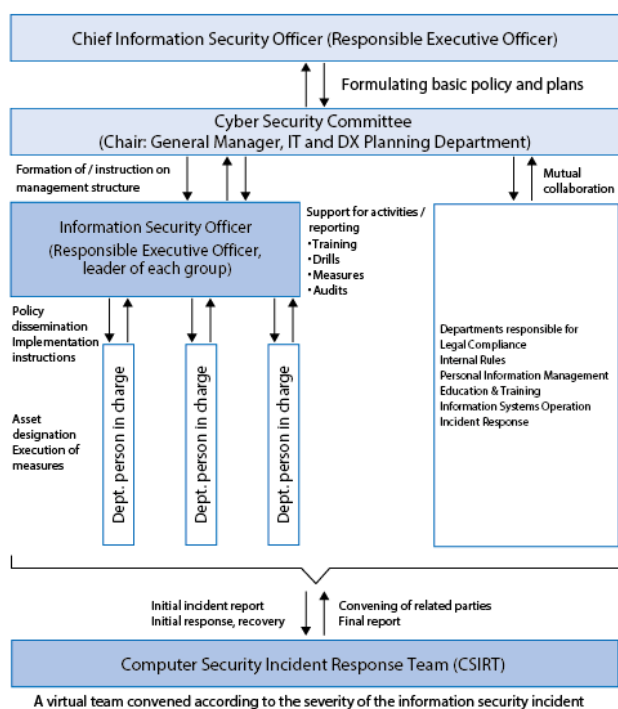 Chief Information Security Officer (Responsible Executive Officer)
Formulating basic policy and plans
Cyber Security Committee
(Chair: General Manager, IT and DX Planning Department)
Formation of / instruction on
management structure
Mutual
collaboration
Information Security Officer
(Responsible Executive Officer,
leader of each group)
Support for activities /
reporting
・Training
・Drills
・Measures
・Audits
Policy
dissemination
Implementation
instructions
Asset
designation
Execution of
measures
Dept. person in charge
Dept. person in charge
Dept. person in charge
Departments responsible for
Legal Compliance
Internal Rules
Personal Information Management
Education & Training
Information Systems Operation
Incident Response
Initial incident report
Initial response, recovery
Convening of related parties
Final report
Computer Security Incident Response Team (CSIRT)
A virtual team convened according to the severity of the information security incident